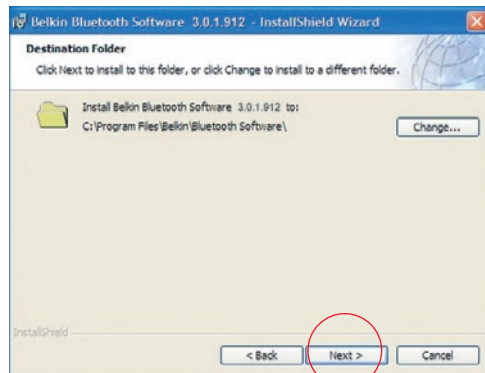 Belkin Bluetooth Software 3.0.1.912 - InstallShield Wizard
Destination Folder
Click Next to install to this folder, or click Change to install to a different folder.
Install Belkin Bluetooth Software 3.0.1.912 to:
C:\Program Files\Belkin\Bluetooth Software\
Change...
InstallShield
< Back
Next >
Cancel